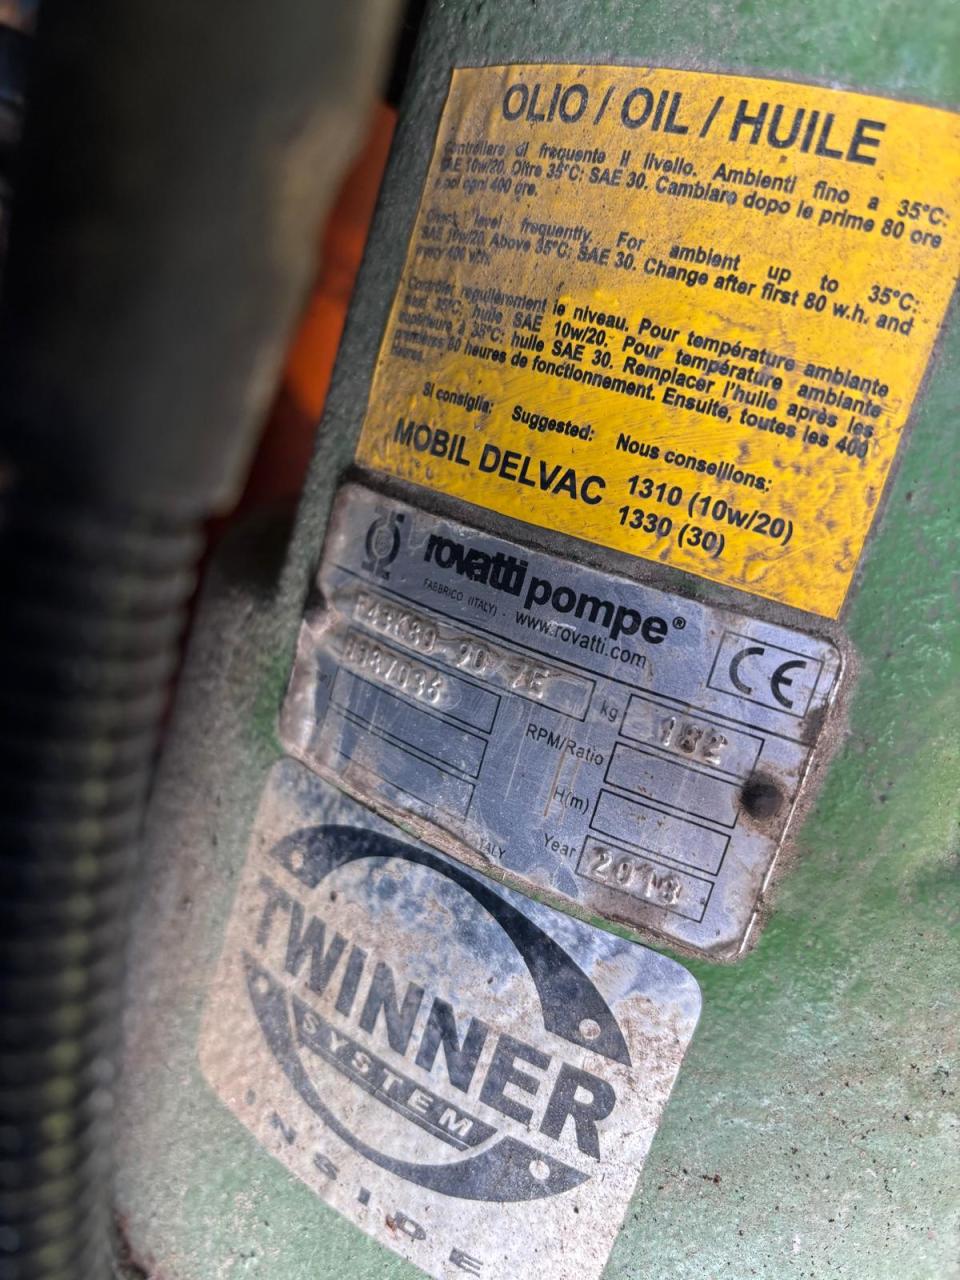 OLIO / OIL / HUILE
Controllare di frequente il livello. Ambienti fino a 35°C:
SAE 10w/20. Oltre 35°C: SAE 30. Cambiare dopo le prime 80 ore
e poi ogni 400 ore.
Check level frequently. For ambient up to 35°C:
SAE 10w/20. Above 35°C: SAE 30. Change after first 80 w.h. and
every 400 w.h.
Contrôler regulièrement le niveau. Pour température ambiante
maxi 35°C: huile SAE 10w/20. Pour température ambiante
supérieure à 35°C: huile SAE 30. Remplacer l'huile après les
premières 80 heures de fonctionnement. Ensuite, toutes les 400
heures.
Si consiglia: Suggested: Nous conseillons:
MOBIL DELVAC 1310 (10w/20)
1330 (30)
rovatti pompe®
FABBRICO (ITALY) - www.rovatti.com
CE
kg 182
RPM/Ratio
H(m)
Year
ITALY
TWINNER
SYSTEM
INSIDE